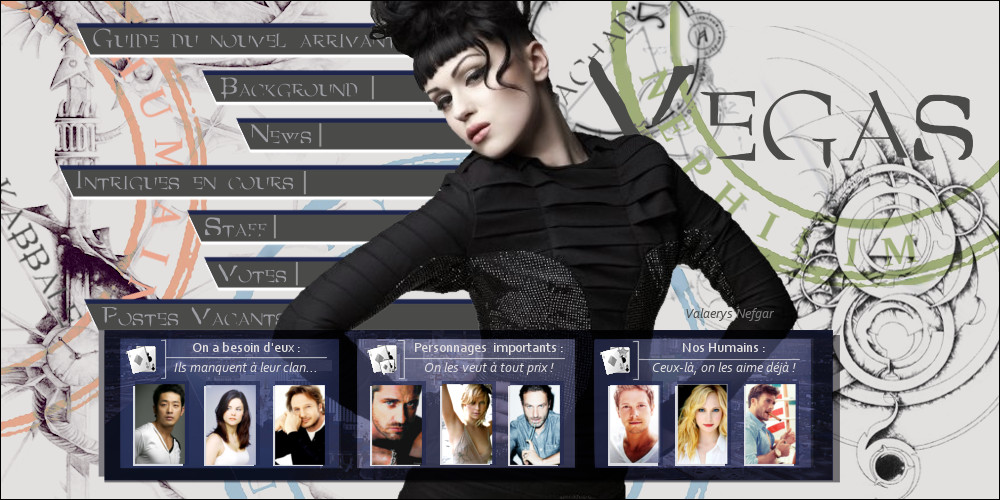 Guide du nouvel arrivant
Background
News
Intrigues en cours
Staff
Votes
Postes Vacants
Vegas
Valaerys Nefgar
On a besoin d'eux :
Ils manquent à leur clan...
Personnages importants :
On les veut à tout prix !
Nos Humains :
Ceux-là, on les aime déjà !